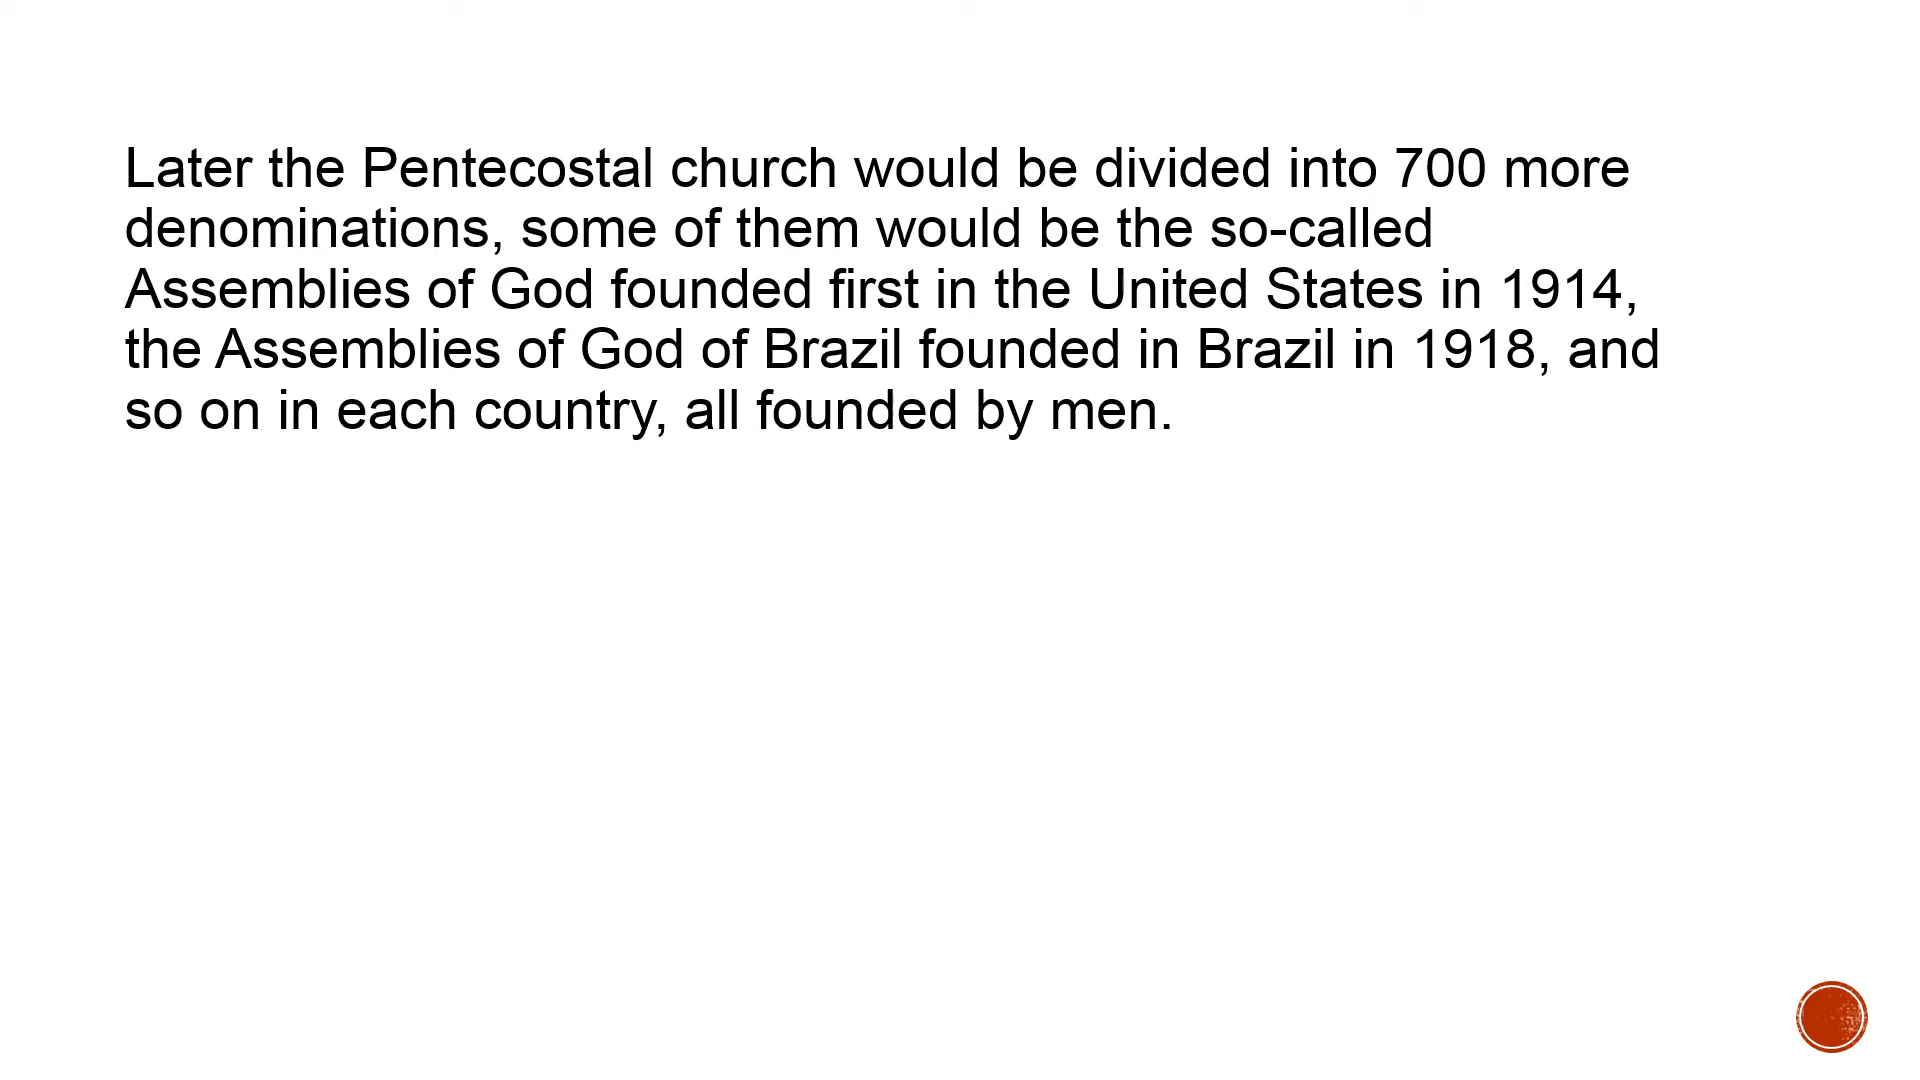 Later the Pentecostal church would be divided into 700 more
denominations, some of them would be the so-called
Assemblies of God founded first in the United States in 1914,
the Assemblies of God of Brazil founded in Brazil in 1918, and
so on in each country, all founded by men.